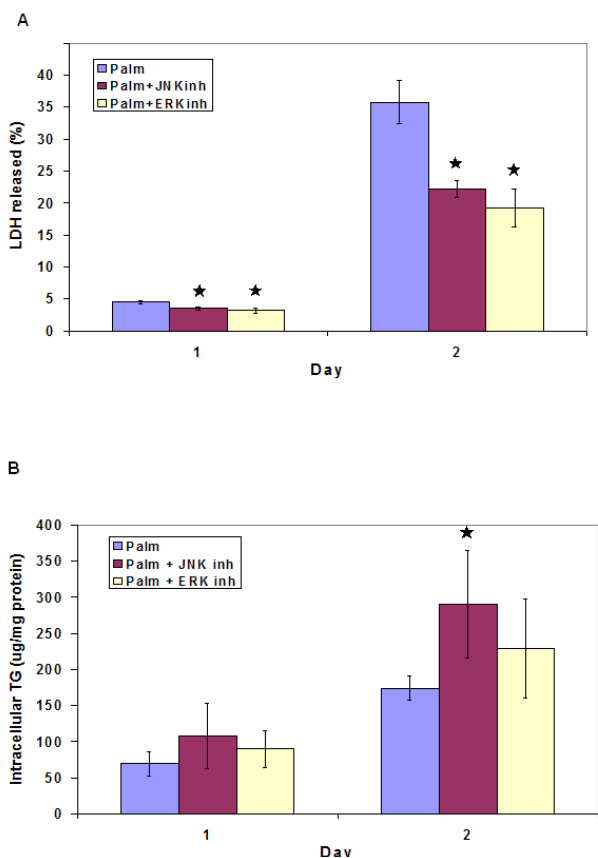 A
LDH released (%)
40
35
30
25
20
15
10
5
0
Palm
Palm+JNKinh
Palm+ERKinh
1
2
Day
B
Intracellular TG (ug/mg protein)
400
350
300
250
200
150
100
50
0
Palm
Palm + JNK inh
Palm + ERK inh
1
2
Day